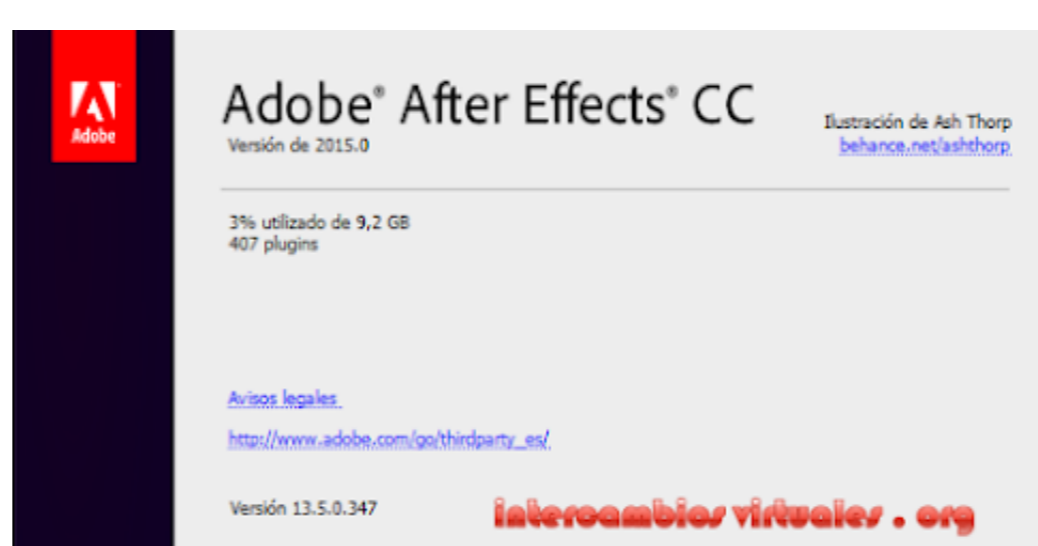 Adobe
Adobe® After Effects® CC
Versión de 2015.0
Ilustración de Ash Thorp
behance.net/ashthorp
3% utilizado de 9,2 GB
407 plugins
Avisos legales
http://www.adobe.com/go/thirdparty_es/
Versión 13.5.0.347
intercambios virtuales . org